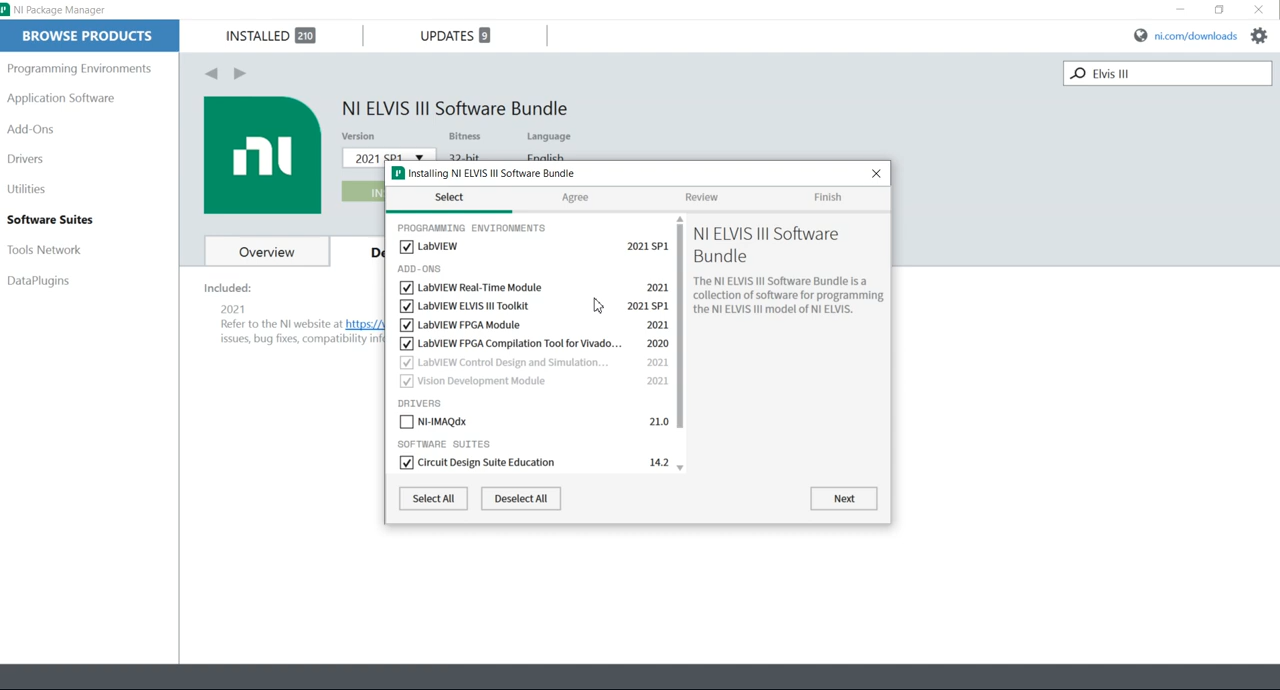 NI Package Manager
BROWSE PRODUCTS
INSTALLED 210
UPDATES 9
ni.com/downloads
Programming Environments
Application Software
Add-Ons
Drivers
Utilities
Software Suites
Tools Network
DataPlugins
Elvis III
ni
NI ELVIS III Software Bundle
Version Bitness Language
2021 SP1 32-bit English
IN
Overview
De
Included:
2021
Refer to the NI website at https://
issues, bug fixes, compatibility info
Installing NI ELVIS III Software Bundle
Select Agree Review Finish
PROGRAMMING ENVIRONMENTS
LabVIEW 2021 SP1
ADD-ONS
LabVIEW Real-Time Module 2021
LabVIEW ELVIS III Toolkit 2021 SP1
LabVIEW FPGA Module 2021
LabVIEW FPGA Compilation Tool for Vivado... 2020
LabVIEW Control Design and Simulation... 2021
Vision Development Module 2021
DRIVERS
NI-IMAQdx 21.0
SOFTWARE SUITES
Circuit Design Suite Education 14.2
NI ELVIS III Software
Bundle
The NI ELVIS III Software Bundle is a
collection of software for programming
the NI ELVIS III model of NI ELVIS.
Select All
Deselect All
Next